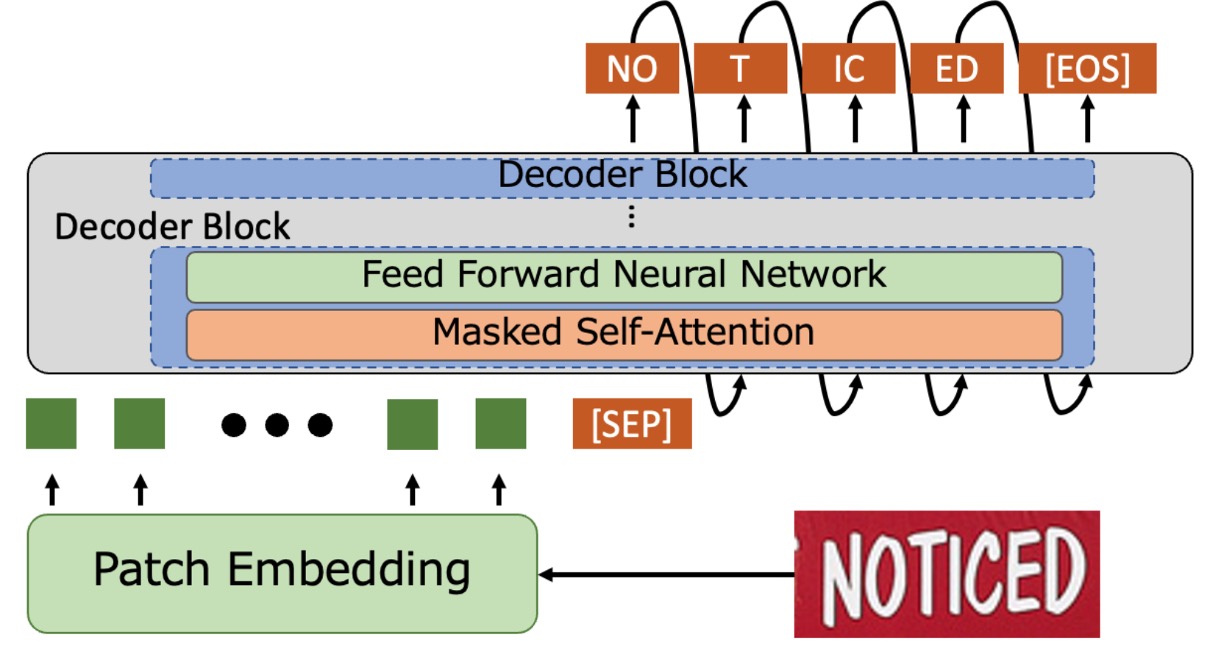 NO T IC ED [EOS]
Decoder Block
Decoder Block
Feed Forward Neural Network
Masked Self-Attention
[SEP]
Patch Embedding
NOTICED